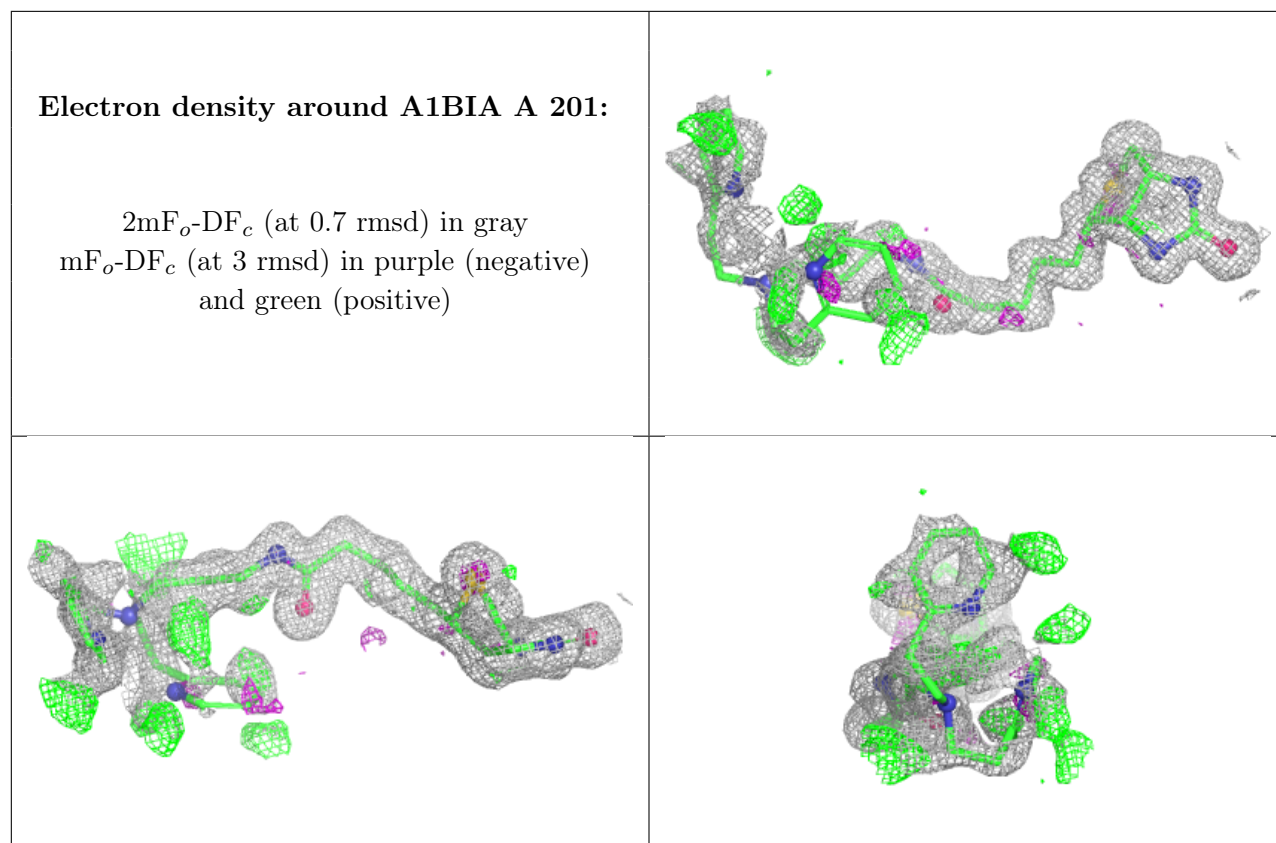 Electron density around A1BIA A 201:
2mFo-DFc (at 0.7 rmsd) in gray
mFo-DFc (at 3 rmsd) in purple (negative)
and green (positive)